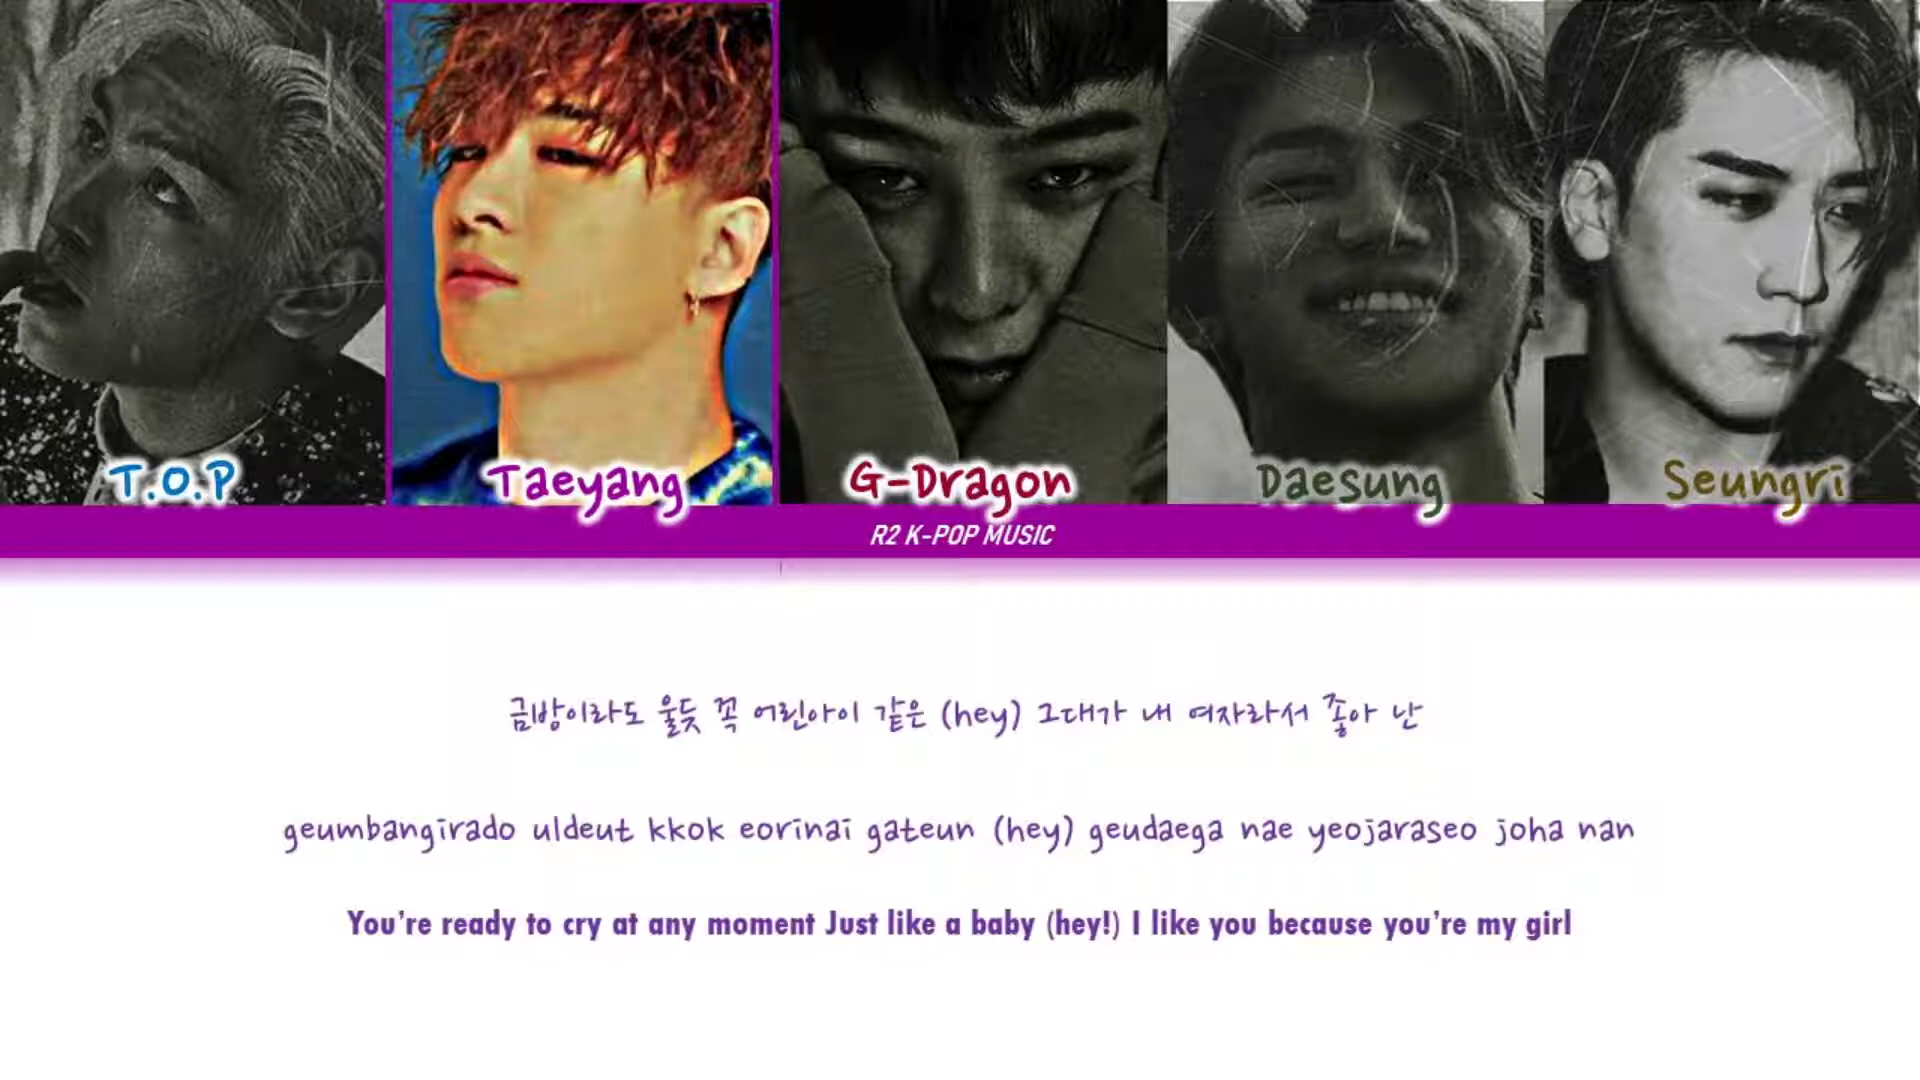 T.O.P
Taeyang
G-Dragon
Daesung
Seungri
R2 K-POP MUSIC
금방이라도 울듯 꼭 어린아이 같은 (hey) 그대가 내 여자라서 좋아 난
geumbangirado uldeut kkok eorinai gateun (hey) geudaega nae yeojaraseo joha nan
You're ready to cry at any moment Just like a baby (hey!) I like you because you're my girl